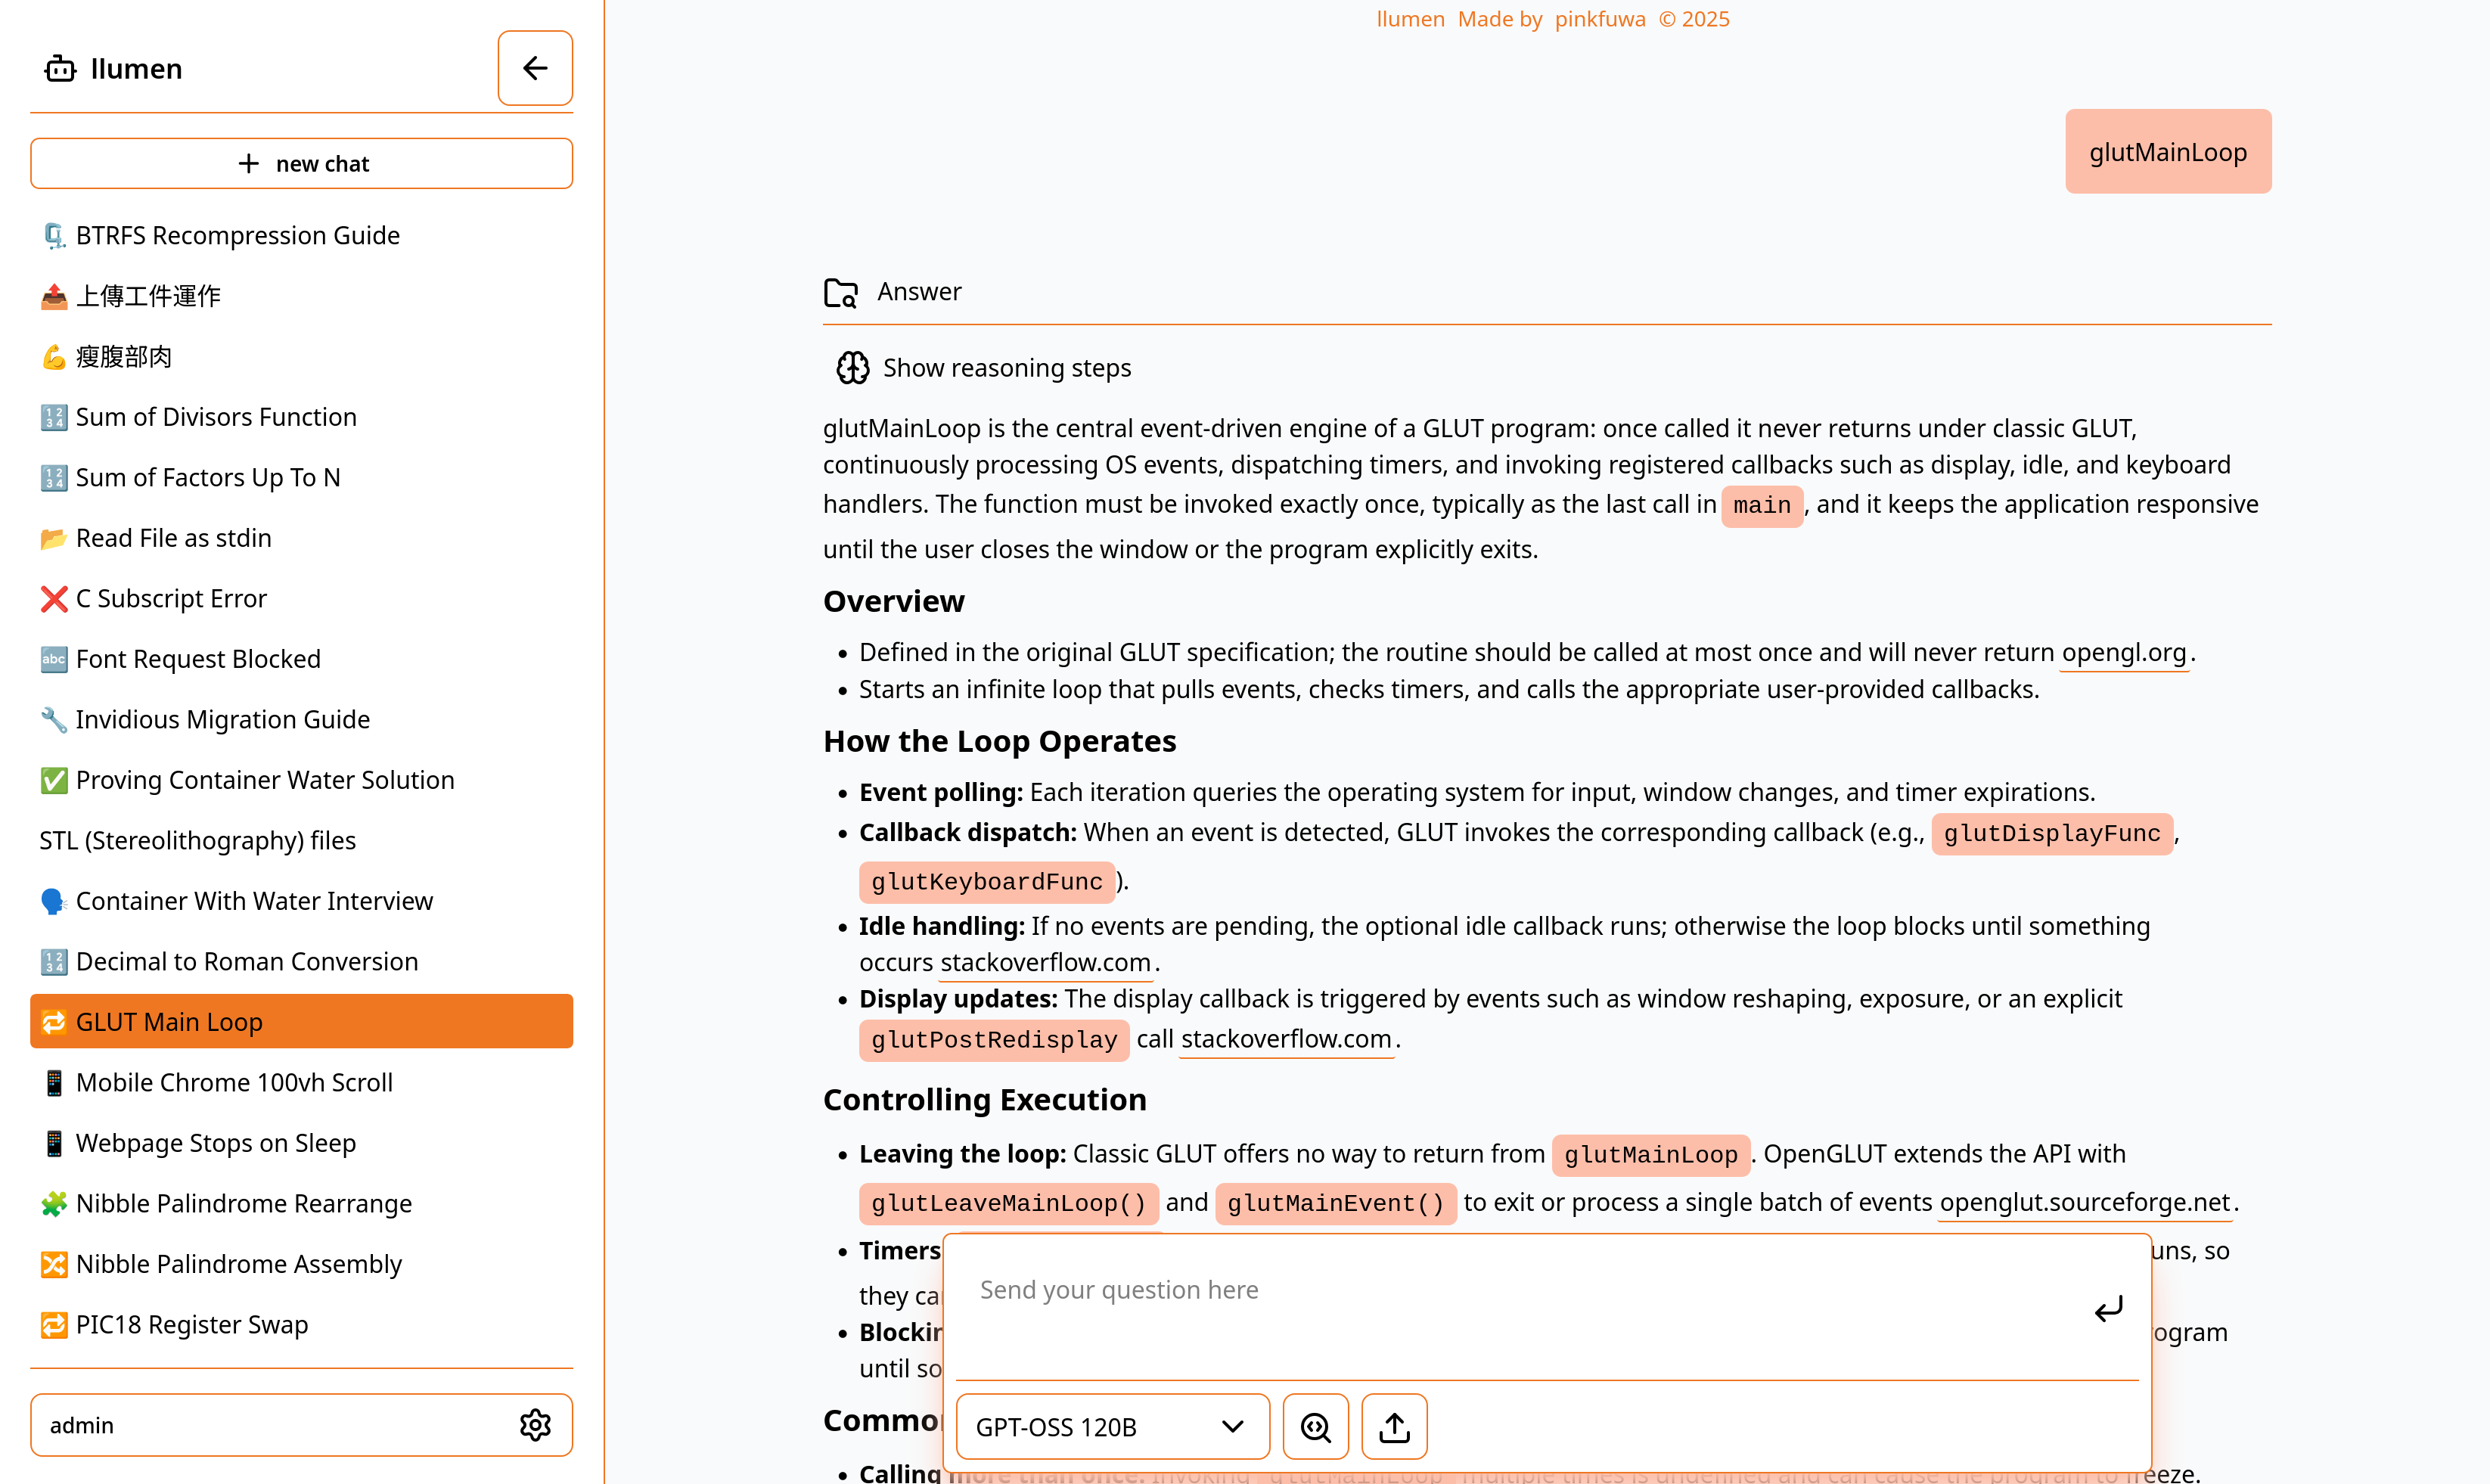 llumen
new chat
BTRFS Recompression Guide
上傳工件運作
瘦腹部肉
Sum of Divisors Function
Sum of Factors Up To N
Read File as stdin
C Subscript Error
Font Request Blocked
Invidious Migration Guide
Proving Container Water Solution
STL (Stereolithography) files
Container With Water Interview
Decimal to Roman Conversion
GLUT Main Loop
Mobile Chrome 100vh Scroll
Webpage Stops on Sleep
Nibble Palindrome Rearrange
Nibble Palindrome Assembly
PIC18 Register Swap
admin
llumen Made by pinkfuwa © 2025
glutMainLoop
Answer
Show reasoning steps
glutMainLoop is the central event-driven engine of a GLUT program: once called it never returns under classic GLUT,
continuously processing OS events, dispatching timers, and invoking registered callbacks such as display, idle, and keyboard
handlers. The function must be invoked exactly once, typically as the last call in main, and it keeps the application responsive
until the user closes the window or the program explicitly exits.
Overview
• Defined in the original GLUT specification; the routine should be called at most once and will never return opengl.org.
• Starts an infinite loop that pulls events, checks timers, and calls the appropriate user-provided callbacks.
How the Loop Operates
• Event polling: Each iteration queries the operating system for input, window changes, and timer expirations.
• Callback dispatch: When an event is detected, GLUT invokes the corresponding callback (e.g., glutDisplayFunc,
glutKeyboardFunc).
• Idle handling: If no events are pending, the optional idle callback runs; otherwise the loop blocks until something
occurs stackoverflow.com.
• Display updates: The display callback is triggered by events such as window reshaping, exposure, or an explicit
glutPostRedisplay call stackoverflow.com.
Controlling Execution
• Leaving the loop: Classic GLUT offers no way to return from glutMainLoop. OpenGLUT extends the API with
glutLeaveMainLoop() and glutMainEvent() to exit or process a single batch of events openglut.sourceforge.net.
• Timers so
they
•
until
• Calling more than once: Invoking glutMainLoop multiple times is undefined and can cause the program to freeze.
Send your question here
GPT-OSS 120B